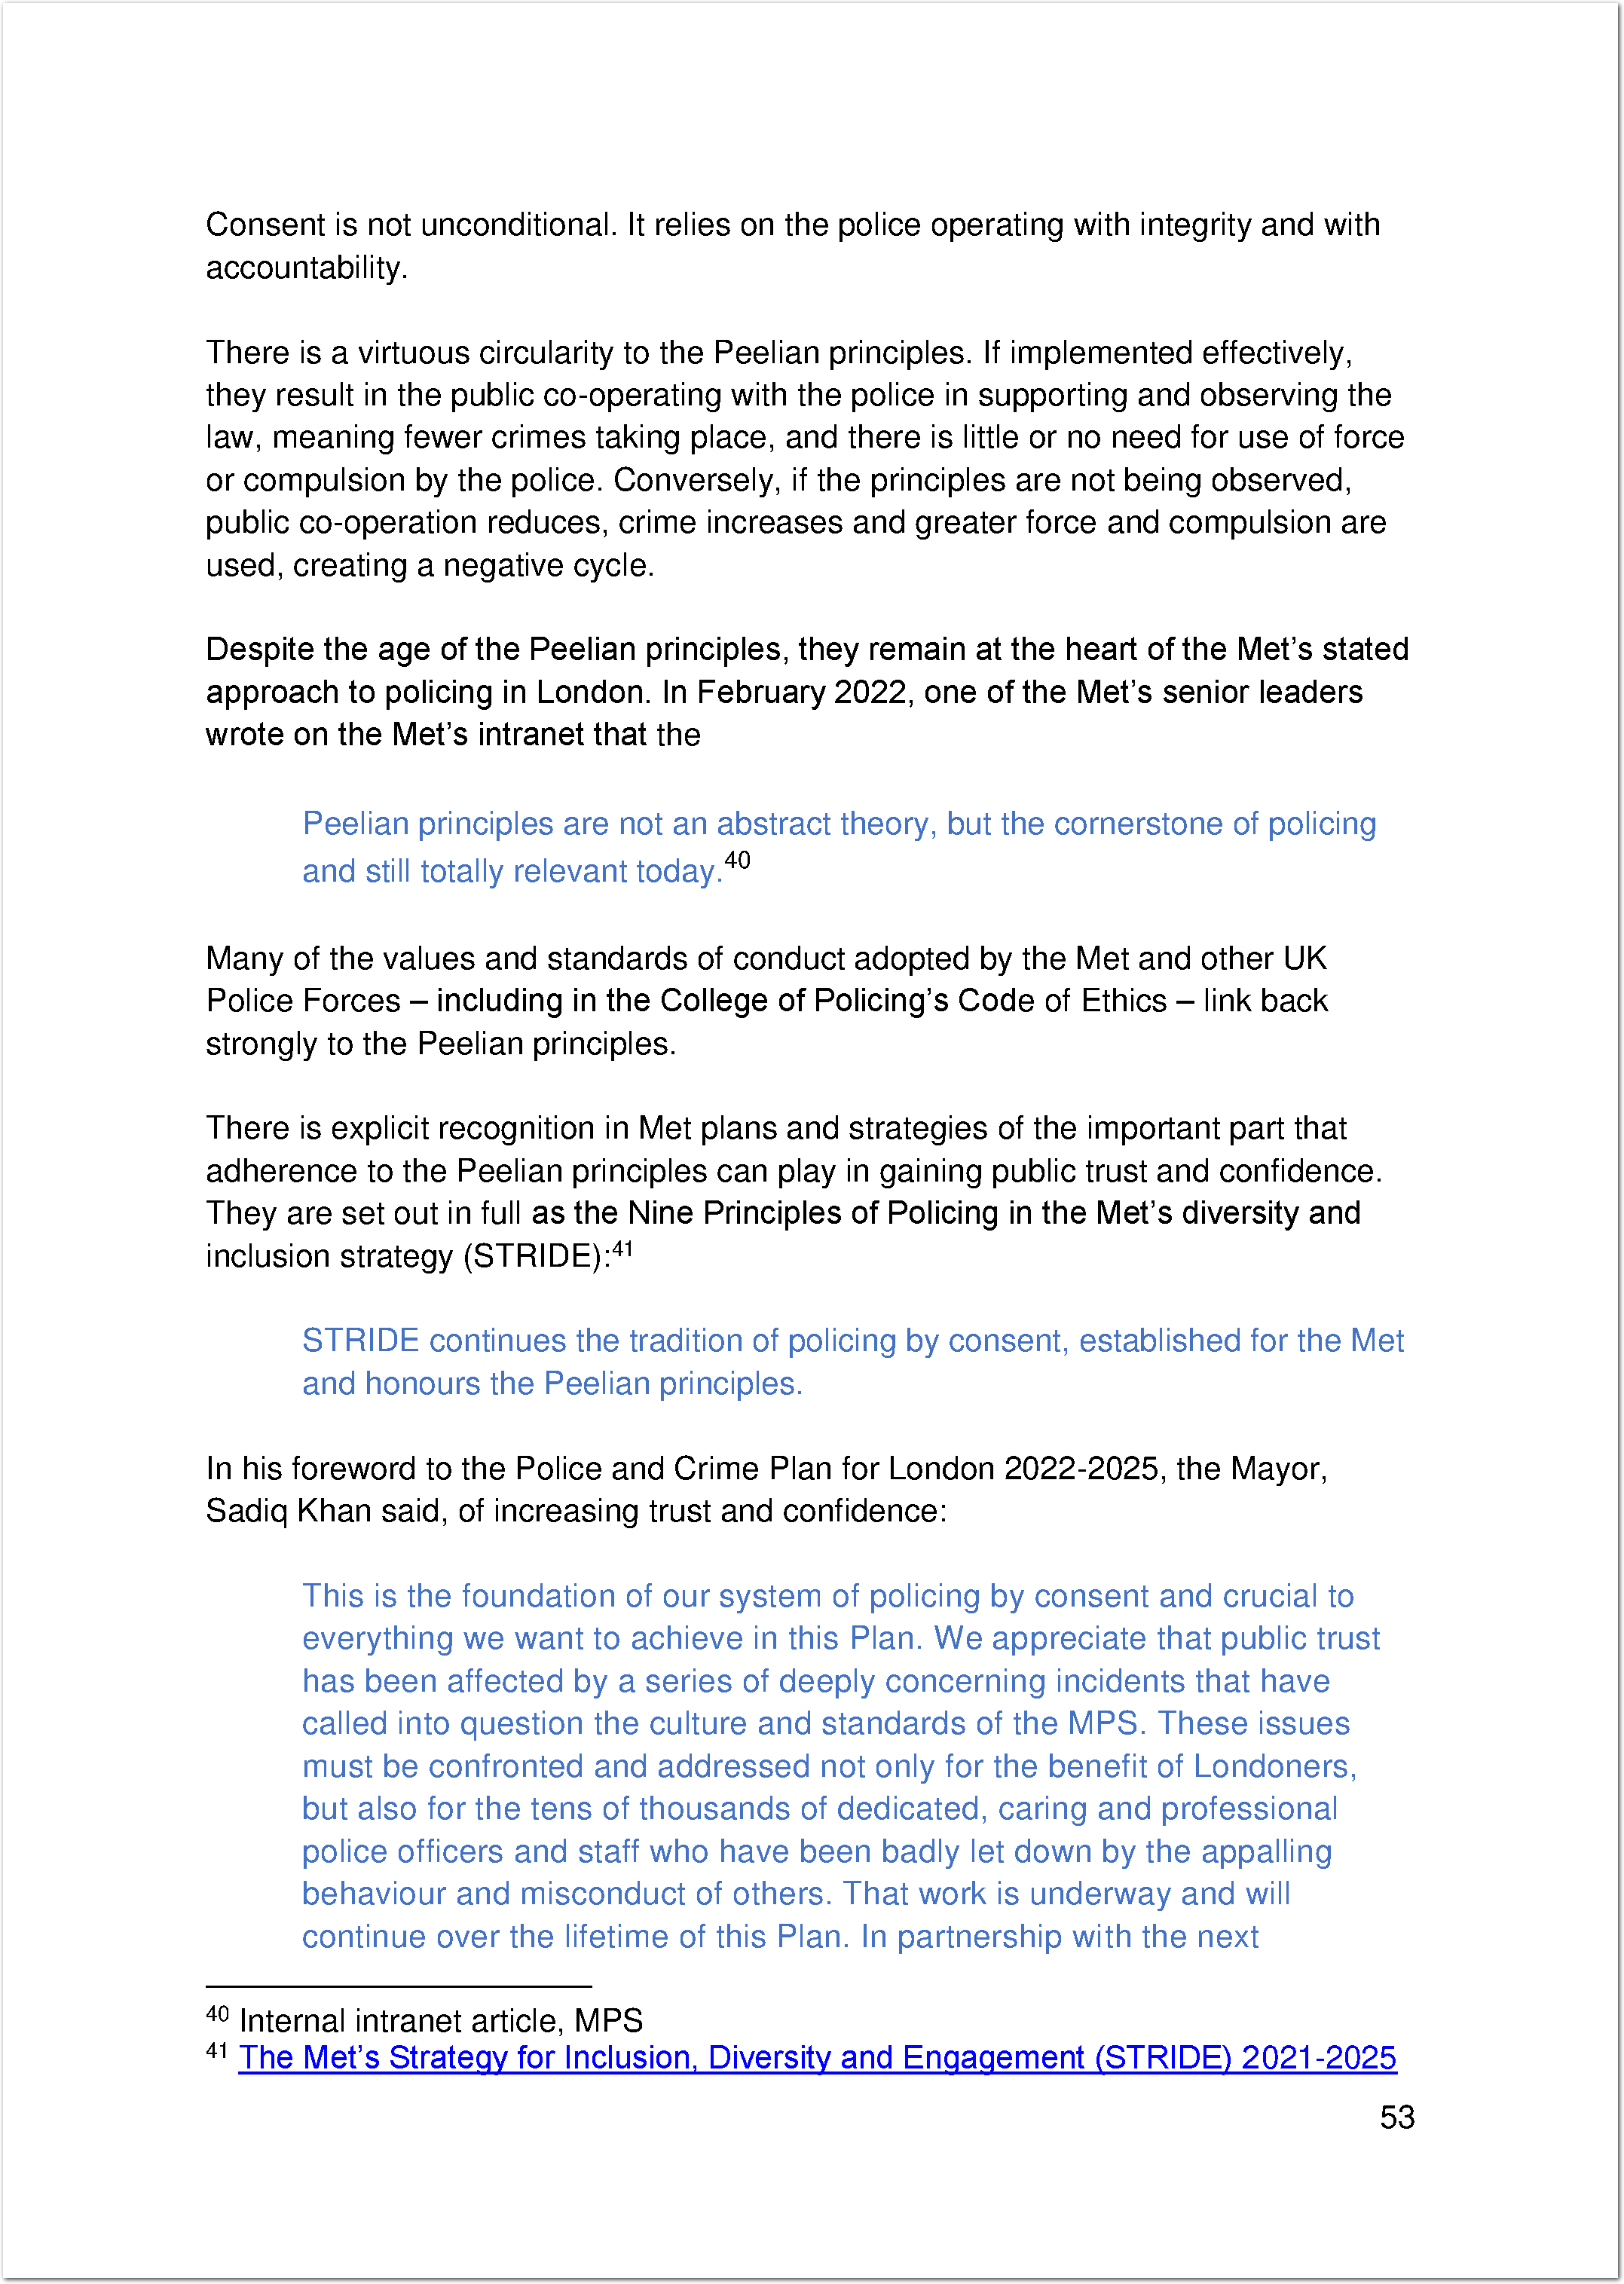 Consent is not unconditional. It relies on the police operating with integrity and with
accountability.
There is a virtuous circularity to the Peelian principles. If implemented effectively,
they result in the public co-operating with the police in supporting and observing the
law, meaning fewer crimes taking place, and there is little or no need for use of force
or compulsion by the police. Conversely, if the principles are not being observed,
public co-operation reduces, crime increases and greater force and compulsion are
used, creating a negative cycle.
Despite the age of the Peelian principles, they remain at the heart of the Met’s stated
approach to policing in London. In February 2022, one of the Met’s senior leaders
wrote on the Met’s intranet that the
Peelian principles are not an abstract theory, but the cornerstone of policing
and still totally relevant today.40
Many of the values and standards of conduct adopted by the Met and other UK
Police Forces – including in the College of Policing’s Code of Ethics – link back
strongly to the Peelian principles.
There is explicit recognition in Met plans and strategies of the important part that
adherence to the Peelian principles can play in gaining public trust and confidence.
They are set out in full as the Nine Principles of Policing in the Met’s diversity and
inclusion strategy (STRIDE):41
STRIDE continues the tradition of policing by consent, established for the Met
and honours the Peelian principles.
In his foreword to the Police and Crime Plan for London 2022-2025, the Mayor,
Sadiq Khan said, of increasing trust and confidence:
This is the foundation of our system of policing by consent and crucial to
everything we want to achieve in this Plan. We appreciate that public trust
has been affected by a series of deeply concerning incidents that have
called into question the culture and standards of the MPS. These issues
must be confronted and addressed not only for the benefit of Londoners,
but also for the tens of thousands of dedicated, caring and professional
police officers and staff who have been badly let down by the appalling
behaviour and misconduct of others. That work is underway and will
continue over the lifetime of this Plan. In partnership with the next
40 Internal intranet article, MPS
41 The Met’s Strategy for Inclusion, Diversity and Engagement (STRIDE) 2021-2025
53